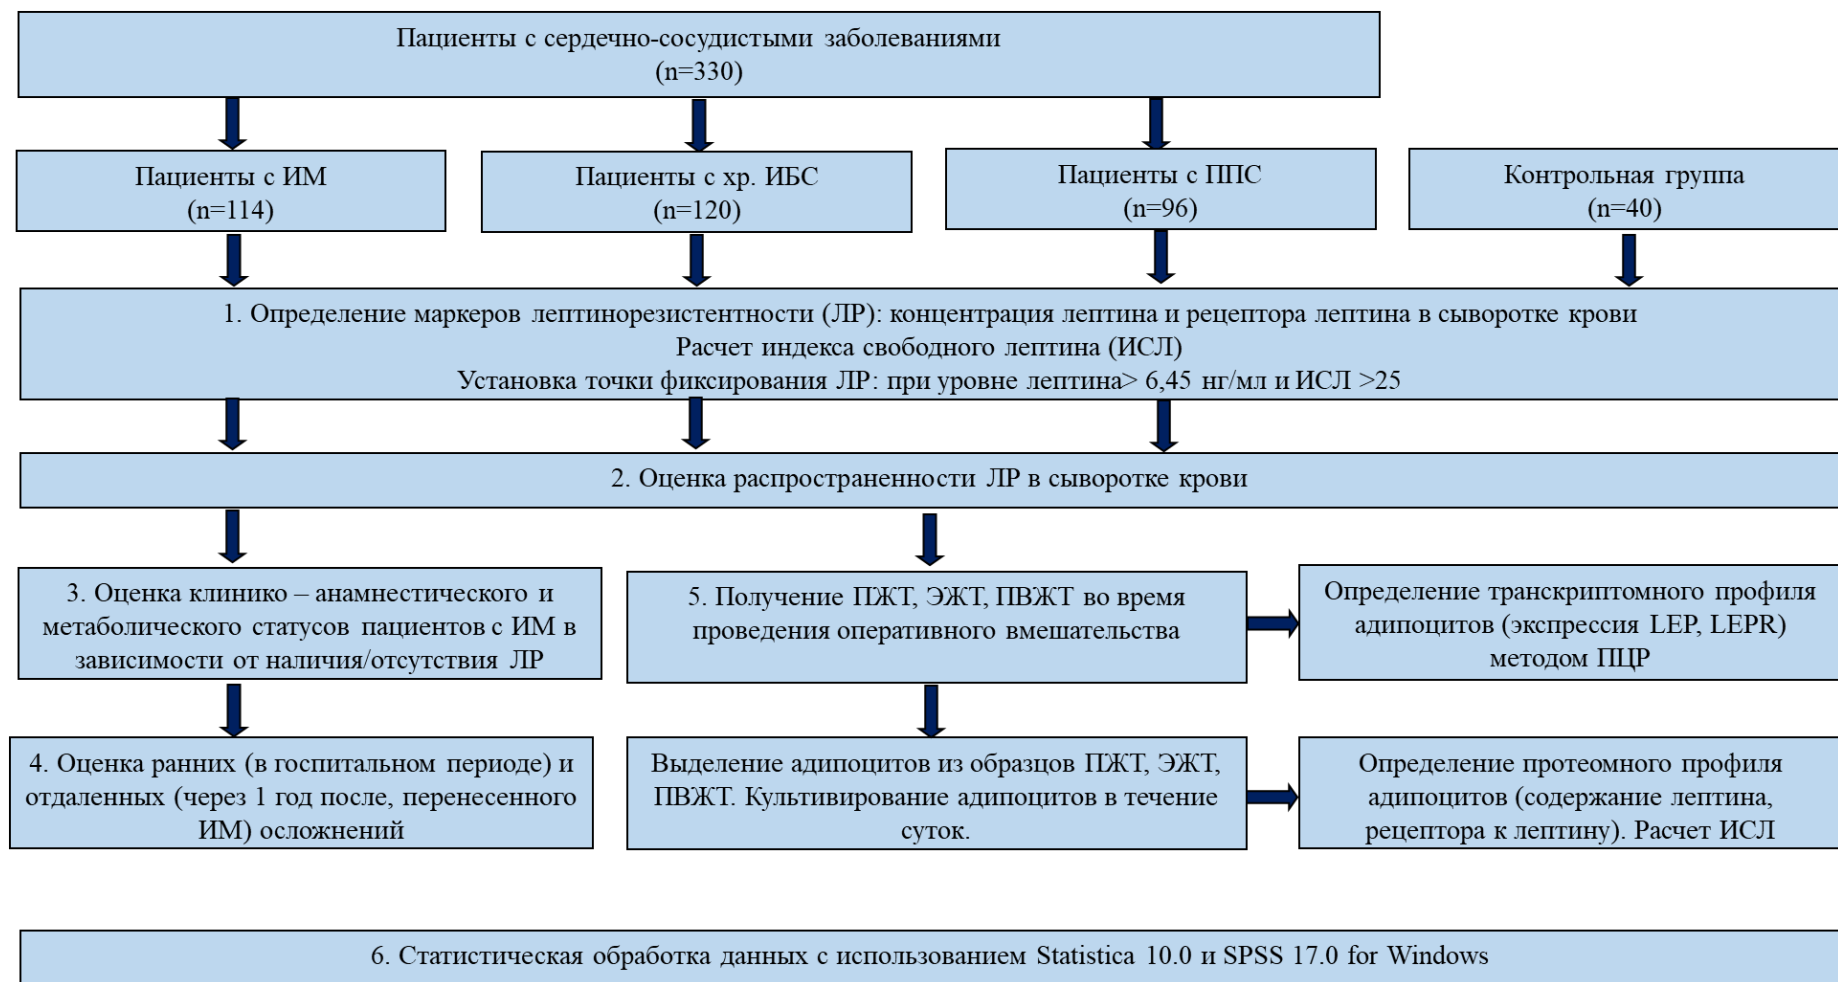 Пациенты с сердечно-сосудистыми заболеваниями
(n=330)
Пациенты с ИМ
(n=114)
Пациенты с хр. ИБС
(n=120)
Пациенты с ППС
(n=96)
Контрольная группа
(n=40)
1. Определение маркеров лептинорезистентности (ЛР): концентрация лептина и рецептора лептина в сыворотке крови
Расчет индекса свободного лептина (ИСЛ)
Установка точки фиксирования ЛР: при уровне лептина> 6,45 нг/мл и ИСЛ >25
2. Оценка распространенности ЛР в сыворотке крови
3. Оценка клинико – анамнестического и
метаболического статусов пациентов с ИМ в
зависимости от наличия/отсутствия ЛР
5. Получение ПЖТ, ЭЖТ, ПВЖТ во время
проведения оперативного вмешательства
Определение транскриптомного профиля
адипоцитов (экспрессия LEP, LEPR)
методом ПЦР
4. Оценка ранних (в госпитальном периоде) и
отдаленных (через 1 год после, перенесенного
ИМ) осложнений
Выделение адипоцитов из образцов ПЖТ, ЭЖТ,
ПВЖТ. Культивирование адипоцитов в течение
суток.
Определение протеомного профиля
адипоцитов (содержание лептина,
рецептора к лептину). Расчет ИСЛ
6. Статистическая обработка данных с использованием Statistica 10.0 и SPSS 17.0 for Windows